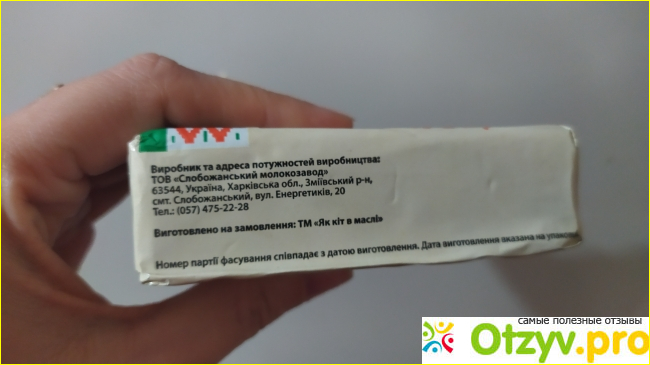 Виробник та адреса потужностей виробництва:
ТОВ «Слобожанський молокозавод»
63544, Україна, Харківська обл., Зміївський р-н,
смт. Слобожанський, вул. Енергетиків, 20
Тел.: (057) 475-22-28
Виготовлено на замовлення: ТМ «Як кіт в маслі»
Номер партії фасування співпадає з датою виготовлення. Дата виготовлення вказана на упаковці
самые полезные отзывы
Otzyv.pro